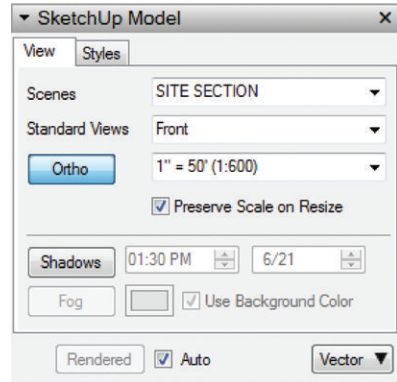 SketchUp Model
View Styles
Scenes SITE SECTION
Standard Views Front
Ortho 1" = 50' (1:600)
Preserve Scale on Resize
Shadows 01:30 PM 6/21
Fog Use Background Color
Rendered Auto Vector